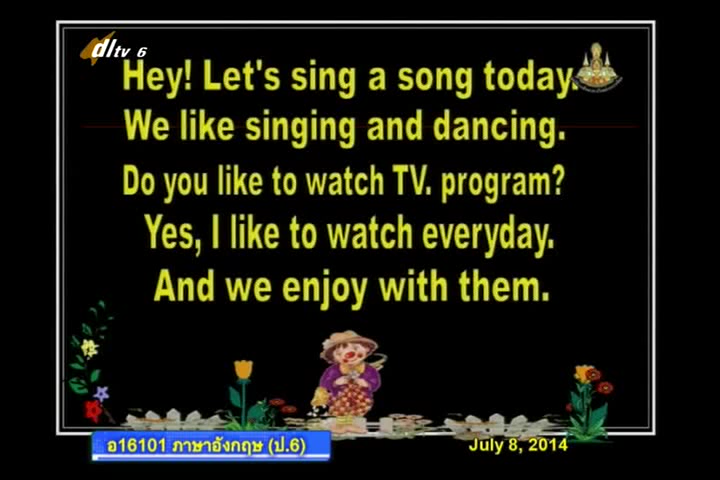 dltv 6
Hey! Let's sing a song today.
We like singing and dancing.
Do you like to watch TV. program?
Yes, I like to watch everyday.
And we enjoy with them.
อ16101 ภาษาอังกฤษ (ป.6)
July 8, 2014